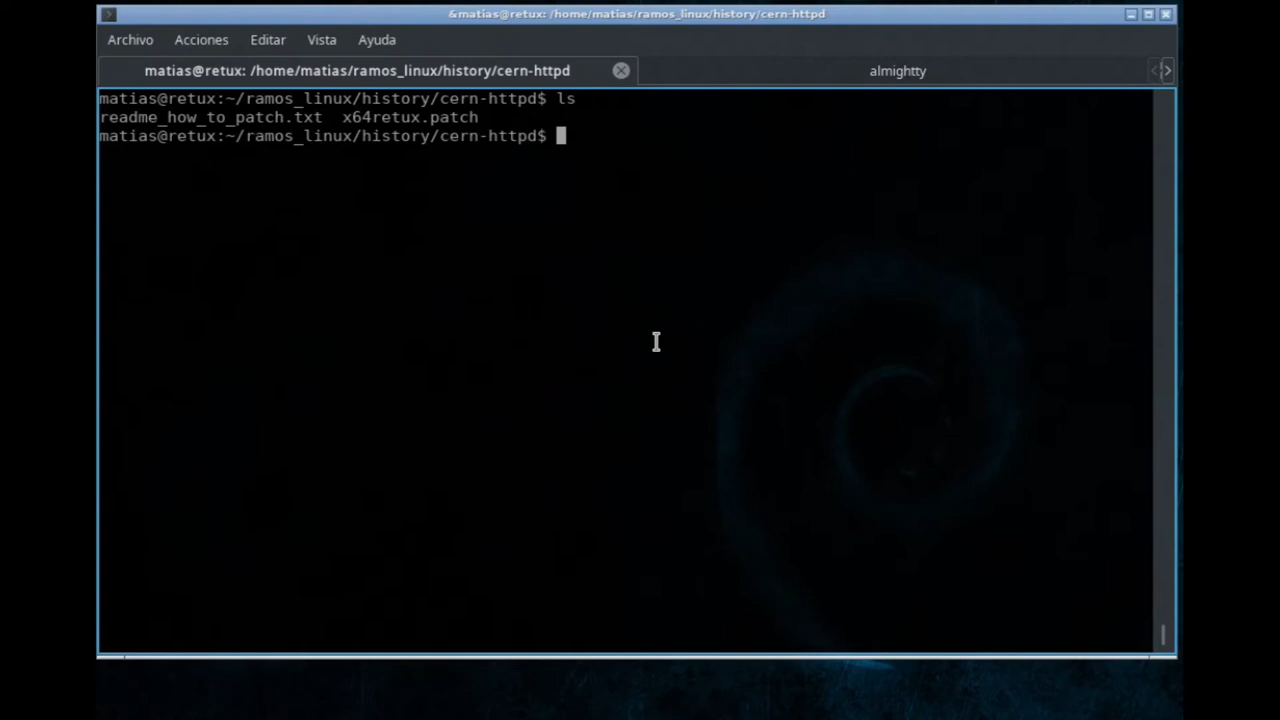 &matias@retux: /home/matias/ramos_linux/history/cern-httpd
Archivo Acciones Editar Vista Ayuda
matias@retux: /home/matias/ramos_linux/history/cern-httpd almightty
matias@retux:~/ramos_linux/history/cern-httpd$ ls
readme_how_to_patch.txt x64retux.patch
matias@retux:~/ramos_linux/history/cern-httpd$